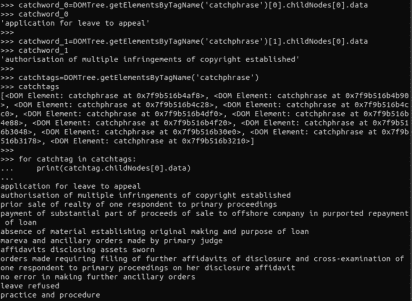 >>> catchword_0=DOMTree.getElementsByTagName('catchphrase')[0].childNodes[0].data
>>> catchword_0
'application for leave to appeal'
>>>
>>> catchword_1=DOMTree.getElementsByTagName('catchphrase')[1].childNodes[0].data
>>> catchword_1
'authorisation of multiple infringements of copyright established'
>>>
>>> catchtags=DOMTree.getElementsByTagName('catchphrase')
>>> catchtags
[<DOM Element: catchphrase at 0x7f9b516b4af8>, <DOM Element: catchphrase at 0x7f9b516b4b90
>, <DOM Element: catchphrase at 0x7f9b516b4c28>, <DOM Element: catchphrase at 0x7f9b516b4c
c0>, <DOM Element: catchphrase at 0x7f9b516b4df0>, <DOM Element: catchphrase at 0x7f9b516b
4e88>, <DOM Element: catchphrase at 0x7f9b516b4f20>, <DOM Element: catchphrase at 0x7f9b51
6b3048>, <DOM Element: catchphrase at 0x7f9b516b30e0>, <DOM Element: catchphrase at 0x7f9b
516b3178>, <DOM Element: catchphrase at 0x7f9b516b3210>]
>>>
>>> for catchtag in catchtags:
...     print(catchtag.childNodes[0].data)
...
application for leave to appeal
authorisation of multiple infringements of copyright established
prior sale of realty of one respondent to primary proceedings
payment of substantial part of proceeds of sale to offshore company in purported repayment
of loan
absence of material establishing original making and purpose of loan
mareva and ancillary orders made by primary judge
affidavits disclosing assets sworn
orders made requiring filing of further affidavits of disclosure and cross-examination of
one respondent to primary proceedings on her disclosure affidavit
no error in making further ancillary orders
leave refused
practice and procedure